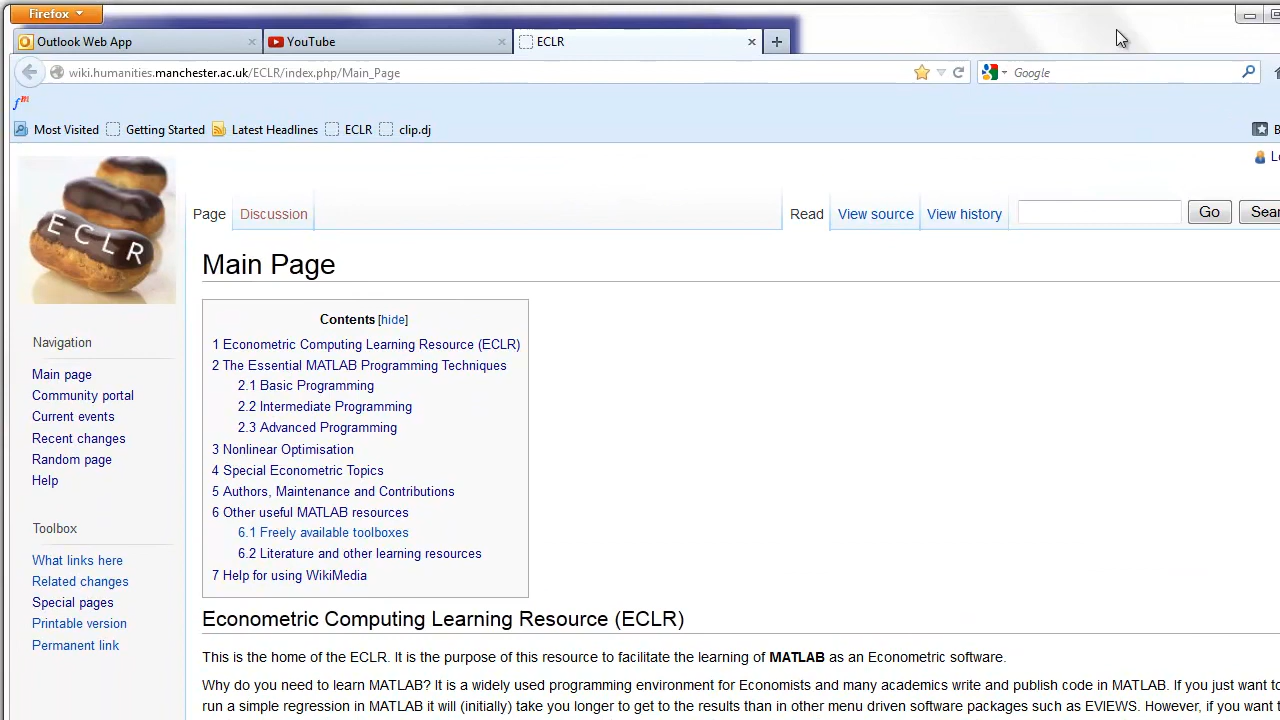 Firefox
Outlook Web App
YouTube
ECLR
wiki.humanities.manchester.ac.uk/ECLR/index.php/Main_Page
Google
fm
Most Visited
Getting Started
Latest Headlines
ECLR
clip.dj
ECLR
Page
Discussion
Read
View source
View history
Go
Main Page
Contents [hide]
1 Econometric Computing Learning Resource (ECLR)
2 The Essential MATLAB Programming Techniques
2.1 Basic Programming
2.2 Intermediate Programming
2.3 Advanced Programming
3 Nonlinear Optimisation
4 Special Econometric Topics
5 Authors, Maintenance and Contributions
6 Other useful MATLAB resources
6.1 Freely available toolboxes
6.2 Literature and other learning resources
7 Help for using WikiMedia
Navigation
Main page
Community portal
Current events
Recent changes
Random page
Help
Toolbox
What links here
Related changes
Special pages
Printable version
Permanent link
Econometric Computing Learning Resource (ECLR)
This is the home of the ECLR. It is the purpose of this resource to facilitate the learning of MATLAB as an Econometric software.
Why do you need to learn MATLAB? It is a widely used programming environment for Economists and many academics write and publish code in MATLAB. If you just want to
run a simple regression in MATLAB it will (initially) take you longer to get to the results than in other menu driven software packages such as EVIEWS. However, if you want t